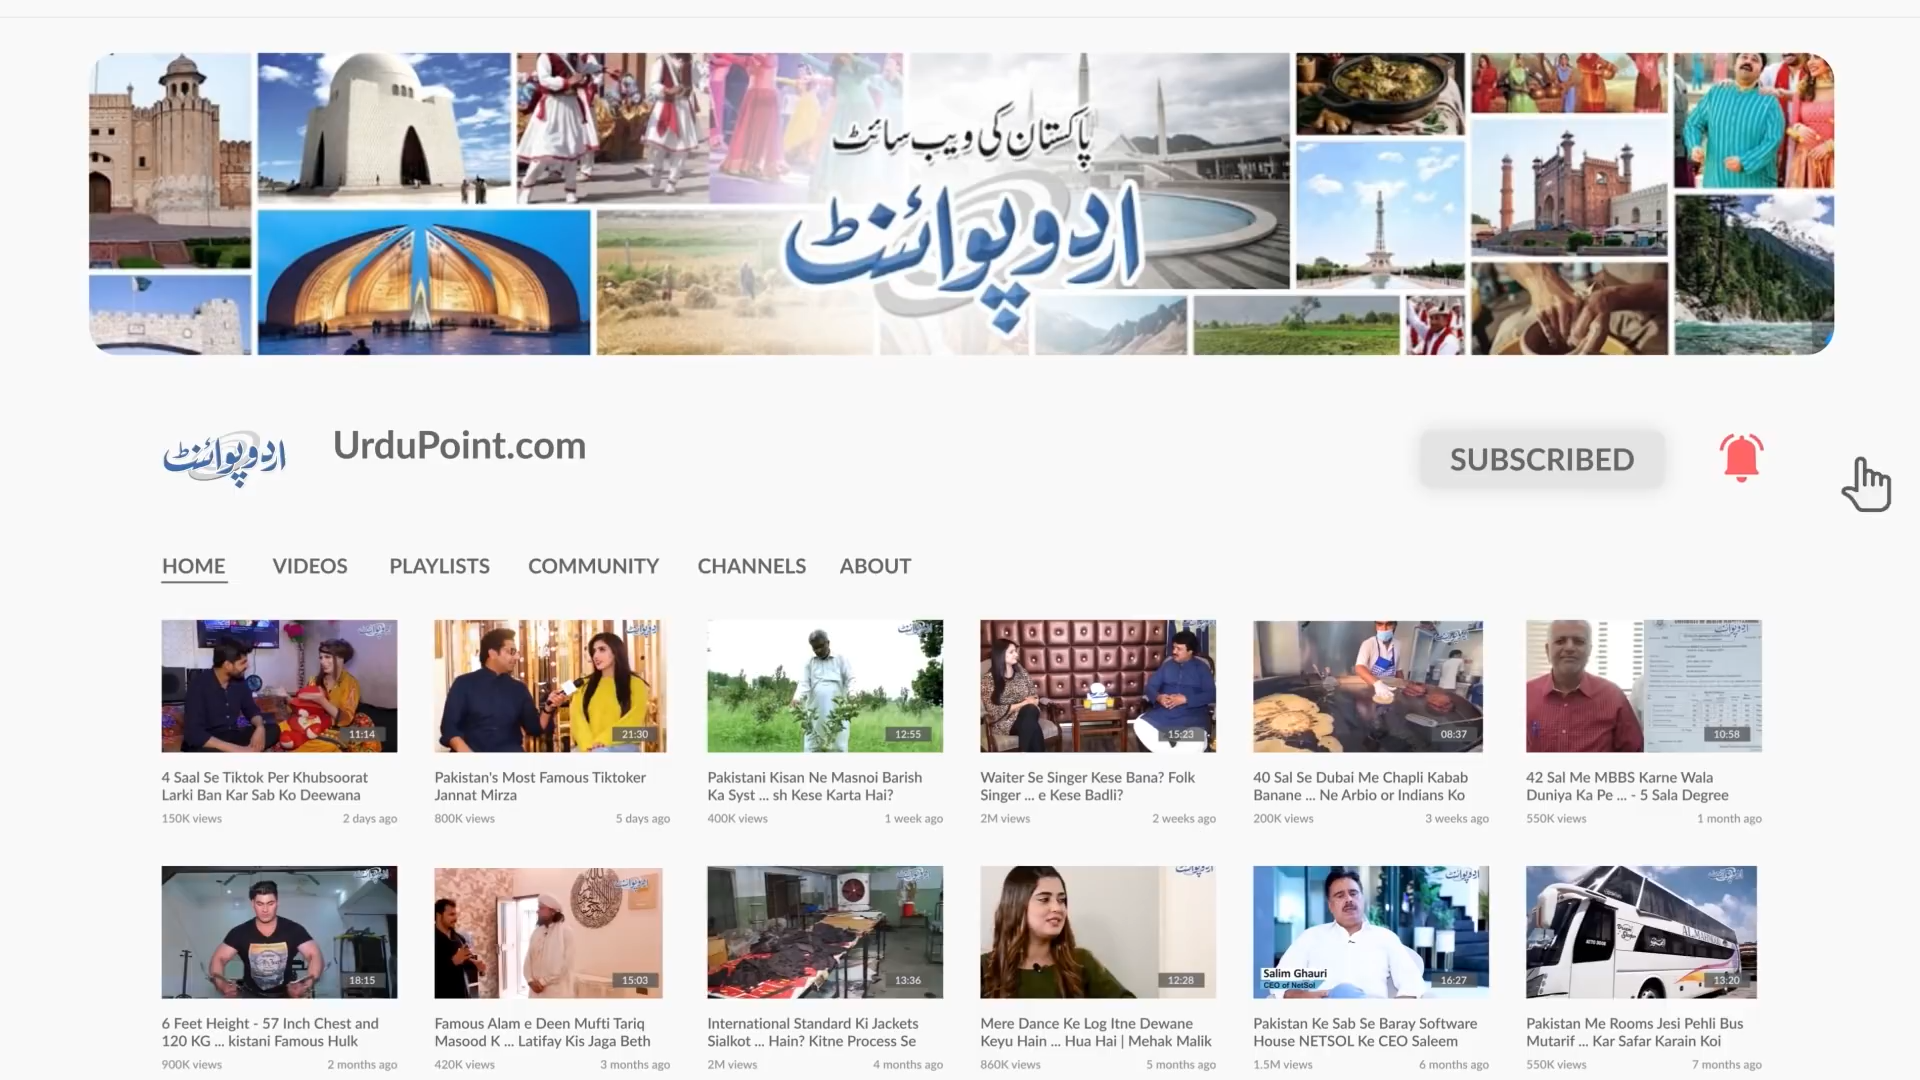 پاکستان کی ویب سائٹ
اردو پوائنٹ
اردو پوائنٹ
UrduPoint.com
SUBSCRIBED
HOME
VIDEOS
PLAYLISTS
COMMUNITY
CHANNELS
ABOUT
11:14
21:30
12:55
15:23
08:37
10:58
4 Saal Se Tiktok Per Khubsoorat
Larki Ban Kar Sab Ko Deewana
150K views
2 days ago
Pakistan's Most Famous Tiktoker
Jannat Mirza
800K views
5 days ago
Pakistani Kisan Ne Masnoi Barish
Ka Syst ... sh Kese Karta Hai?
400K views
1 week ago
Waiter Se Singer Kese Bana? Folk
Singer ... e Kese Badli?
2M views
2 weeks ago
40 Sal Se Dubai Me Chapli Kabab
Banane ... Ne Arbio or Indians Ko
200K views
3 weeks ago
42 Sal Me MBBS Karne Wala
Duniya Ka Pe ... - 5 Sala Degree
550K views
1 month ago
18:15
15:03
13:36
12:28
Salim Ghauri
CEO of NetSol
16:27
13:20
6 Feet Height - 57 Inch Chest and
120 KG ... kistani Famous Hulk
900K views
2 months ago
Famous Alam e Deen Mufti Tariq
Masood K ... Latifay Kis Jaga Beth
420K views
3 months ago
International Standard Ki Jackets
Sialkot ... Hain? Kitne Process Se
2M views
4 months ago
Mere Dance Ke Log Itne Dewane
Keyu Hain ... Hua Hai | Mehak Malik
860K views
5 months ago
Pakistan Ke Sab Se Baray Software
House NETSOL Ke CEO Saleem
1.5M views
6 months ago
Pakistan Me Rooms Jesi Pehli Bus
Mutarif ... Kar Safar Karain Koi
550K views
7 months ago